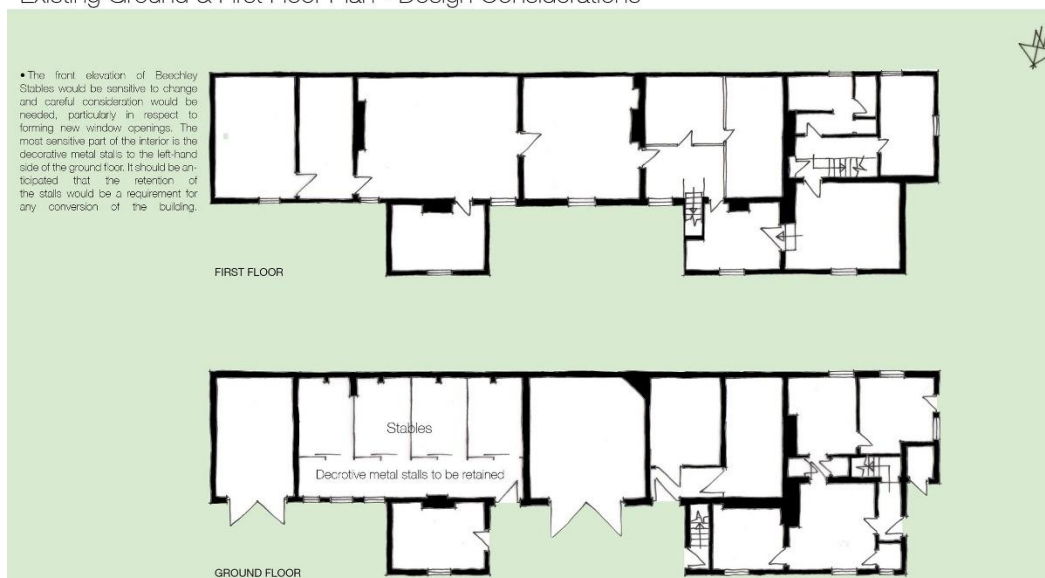 Existing Ground & First Floor Plan - Design Considerations
• The front elevation of Beechley
Stables would be sensitive to change
and careful consideration would be
needed, particularly in respect to
forming new window openings. The
most sensitive part of the interior is the
decorative metal stalls to the left-hand
side of the ground floor. It should be an-
ticipated that the retention of
the stalls would be a requirement for
any conversion of the building.
FIRST FLOOR
Stables
Decrotive metal stalls to be retained
GROUND FLOOR